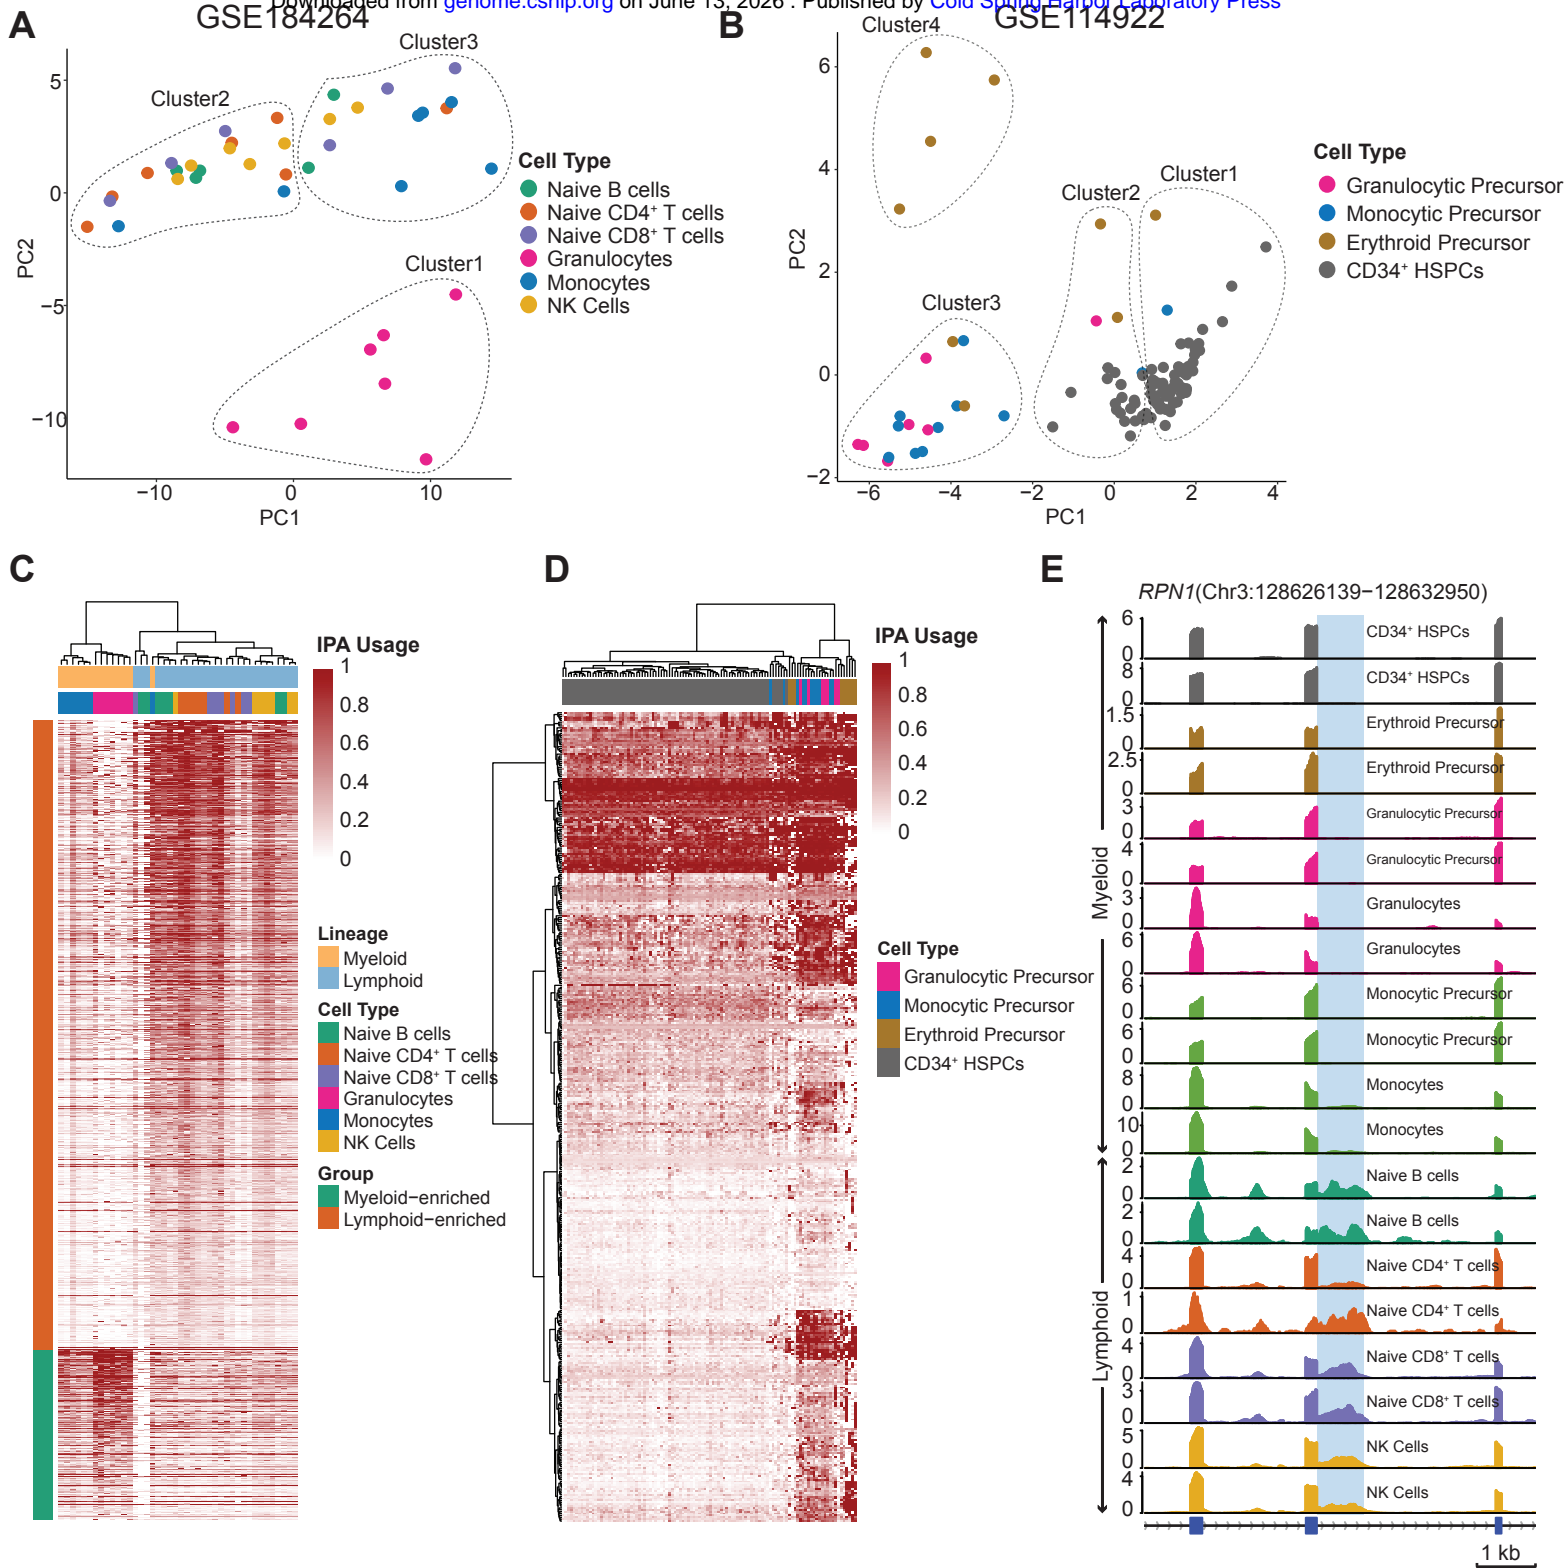 Downloaded from genome.cshlp.org on June 13, 2026 . Published by Cold Spring Harbor Laboratory Press
A
GSE184264
Cluster3
Cluster2
Cluster1
5
0
−5
−10
PC2
−10
0
10
PC1
Cell Type
Naive B cells
Naive CD4+ T cells
Naive CD8+ T cells
Granulocytes
Monocytes
NK Cells
B
GSE114922
Cluster4
Cluster1
Cluster2
Cluster3
6
4
2
0
−2
PC2
−6
−4
−2
0
2
4
PC1
Cell Type
Granulocytic Precursor
Monocytic Precursor
Erythroid Precursor
CD34+ HSPCs
C
IPA Usage
1
0.8
0.6
0.4
0.2
0
Lineage
Myeloid
Lymphoid
Cell Type
Naive B cells
Naive CD4+ T cells
Naive CD8+ T cells
Granulocytes
Monocytes
NK Cells
Group
Myeloid−enriched
Lymphoid−enriched
D
IPA Usage
1
0.8
0.6
0.4
0.2
0
Cell Type
Granulocytic Precursor
Monocytic Precursor
Erythroid Precursor
CD34+ HSPCs
E
RPN1(Chr3:128626139−128632950)
Myeloid
Lymphoid
6
0
CD34+ HSPCs
8
0
CD34+ HSPCs
1.5
0
Erythroid Precursor
2.5
0
Erythroid Precursor
3
0
Granulocytic Precursor
4
0
Granulocytic Precursor
3
0
Granulocytes
6
0
Granulocytes
6
0
Monocytic Precursor
6
0
Monocytic Precursor
8
0
Monocytes
10
0
Monocytes
2
0
Naive B cells
2
0
Naive B cells
4
0
Naive CD4+ T cells
1
0
Naive CD4+ T cells
4
0
Naive CD8+ T cells
3
0
Naive CD8+ T cells
5
0
NK Cells
4
0
NK Cells
1 kb